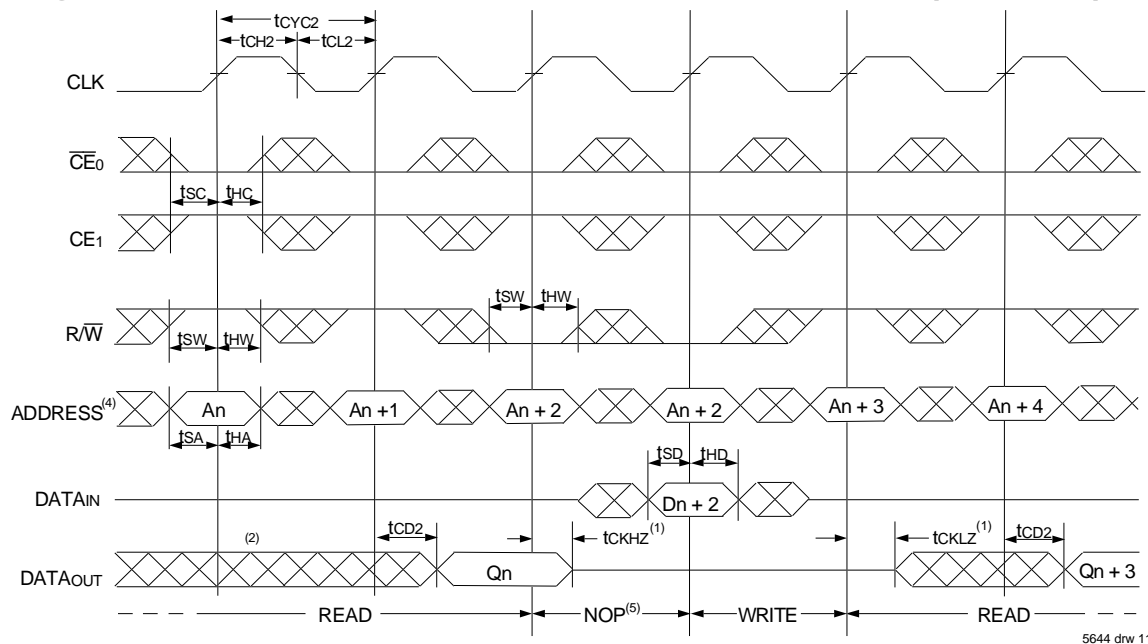 tCYC2
tCH2 tCL2
CLK
CE0
tSC tHC
CE1
tSW tHW
R/W
tSW tHW
ADDRESS(4) An An +1 An + 2 An + 2 An + 3 An + 4
tSA tHA
tSD tHD
DATAIN Dn + 2
(2) tCD2 tCKHZ(1) tCKLZ(1) tCD2
DATAOUT Qn Qn + 3
READ NOP(5) WRITE READ